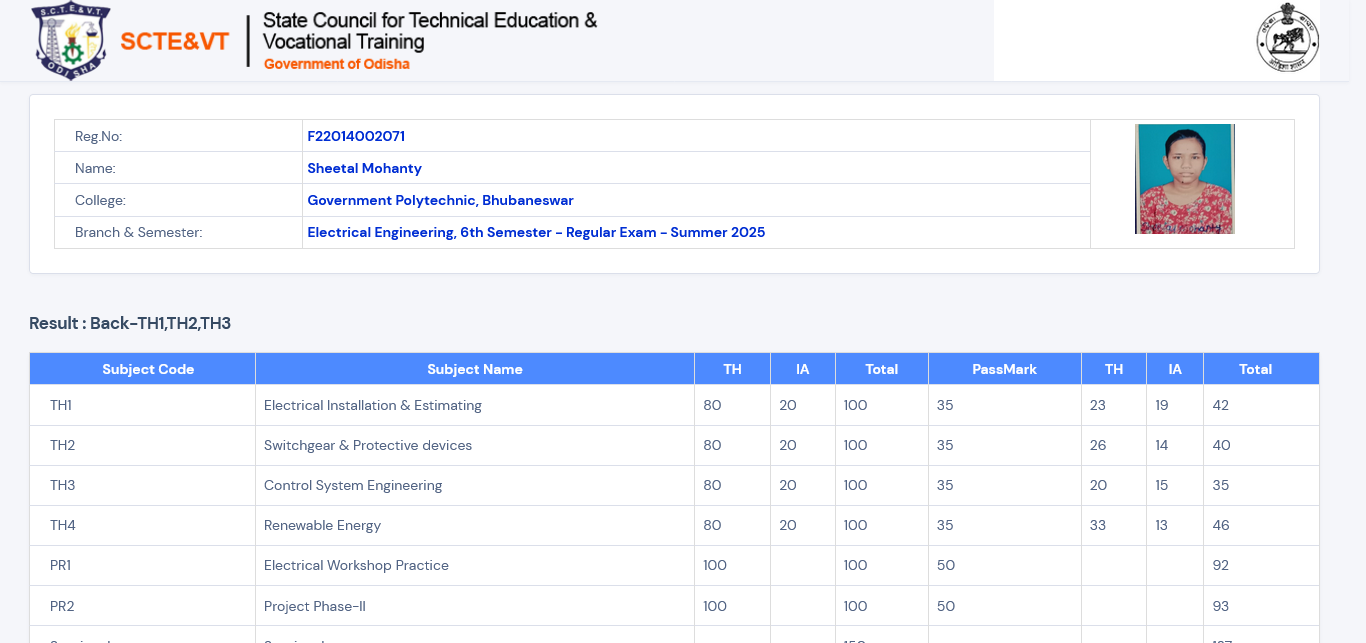 S.C.T.E.& V.T.
ODISHA
SCTE&VT
State Council for Technical Education &
Vocational Training
Government of Odisha
Reg.No: F22014002071
Name: Sheetal Mohanty
College: Government Polytechnic, Bhubaneswar
Branch & Semester: Electrical Engineering, 6th Semester - Regular Exam - Summer 2025
Result : Back-TH1,TH2,TH3
Subject Code Subject Name TH IA Total PassMark TH IA Total
TH1 Electrical Installation & Estimating 80 20 100 35 23 19 42
TH2 Switchgear & Protective devices 80 20 100 35 26 14 40
TH3 Control System Engineering 80 20 100 35 20 15 35
TH4 Renewable Energy 80 20 100 35 33 13 46
PR1 Electrical Workshop Practice 100 100 50 92
PR2 Project Phase-II 100 100 50 93